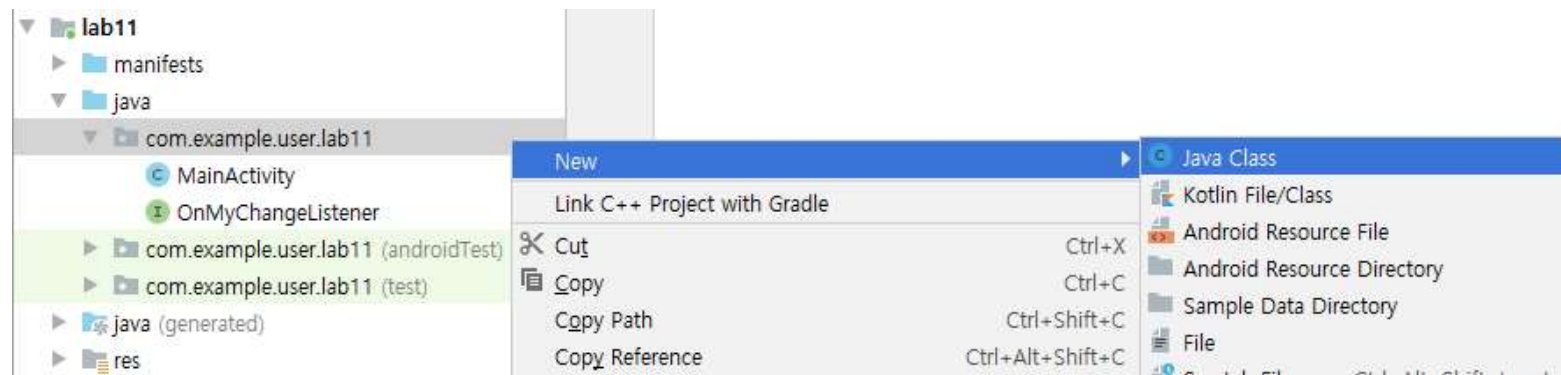 lab11
manifests
java
com.example.user.lab11
MainActivity
OnMyChangeListener
com.example.user.lab11 (androidTest)
com.example.user.lab11 (test)
java (generated)
res
New
Link C++ Project with Gradle
Cut Ctrl+X
Copy Ctrl+C
Copy Path Ctrl+Shift+C
Copy Reference Ctrl+Alt+Shift+C
Java Class
Kotlin File/Class
Android Resource File
Android Resource Directory
Sample Data Directory
File